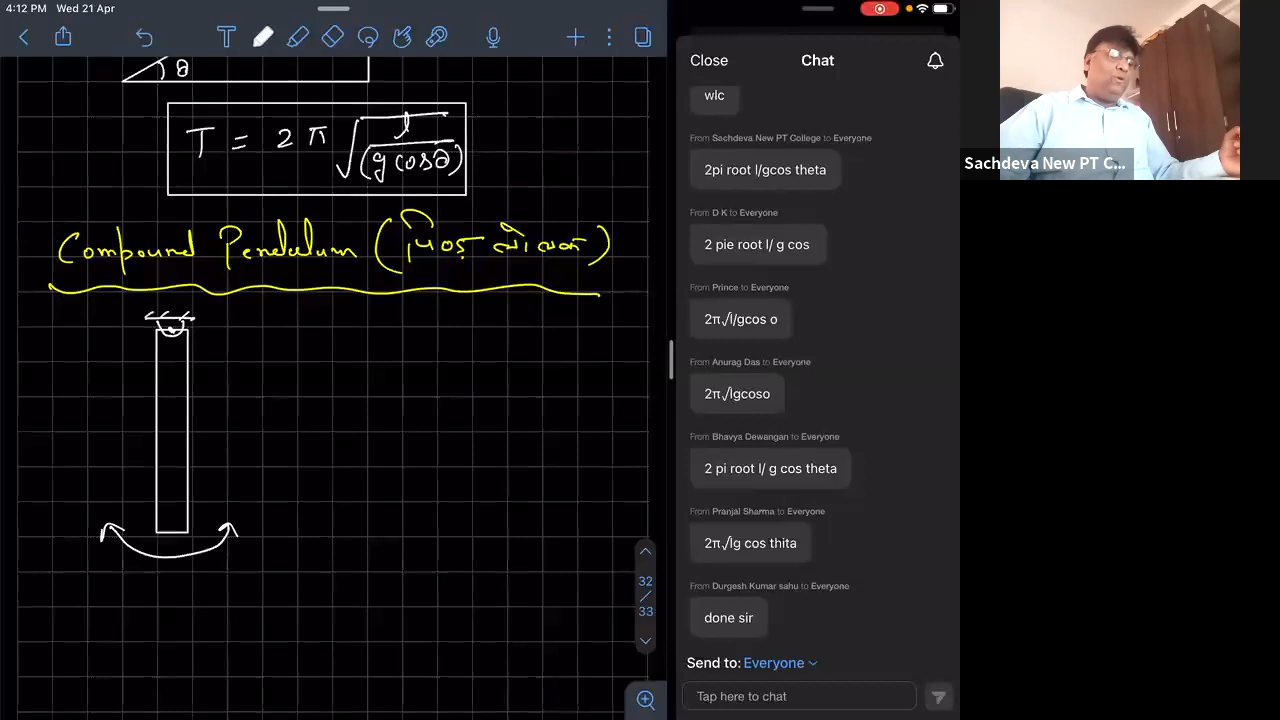 4:12 PM Wed 21 Apr
θ
T = 2 π √ l / (g cosθ)
Compound Pendulum (पिण्ड लोलक)
32
/
33
Close
Chat
wlc
From Sachdeva New PT College to Everyone
2pi root l/gcos theta
From D K to Everyone
2 pie root l/ g cos
From Prince to Everyone
2π√l/gcos o
From Anurag Das to Everyone
2π√lgcoso
From Bhavya Dewangan to Everyone
2 pi root l/ g cos theta
From Pranjal Sharma to Everyone
2π√lg cos thita
From Durgesh Kumar sahu to Everyone
done sir
Send to: Everyone
Tap here to chat
Sachdeva New PT C...